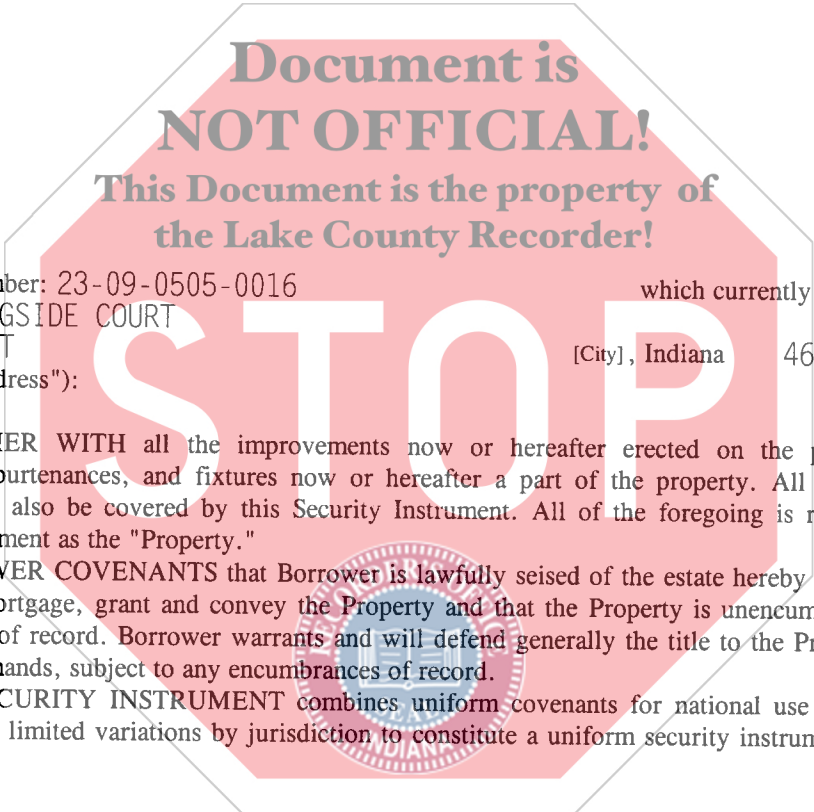 Document is
NOT OFFICIAL!
This Document is the property of
the Lake County Recorder!
ber: 23-09-0505-0016 which currently
GSIDE COURT
T [City], Indiana 46
dress"):
STOP
ER WITH all the improvements now or hereafter erected on the p
urtenances, and fixtures now or hereafter a part of the property. All
also be covered by this Security Instrument. All of the foregoing is r
ment as the "Property."
VER COVENANTS that Borrower is lawfully seised of the estate hereby
ortgage, grant and convey the Property and that the Property is unencum
of record. Borrower warrants and will defend generally the title to the Pr
ands, subject to any encumbrances of record.
CURITY INSTRUMENT combines uniform covenants for national use
limited variations by jurisdiction to constitute a uniform security instrum
SEAL
INDIANA